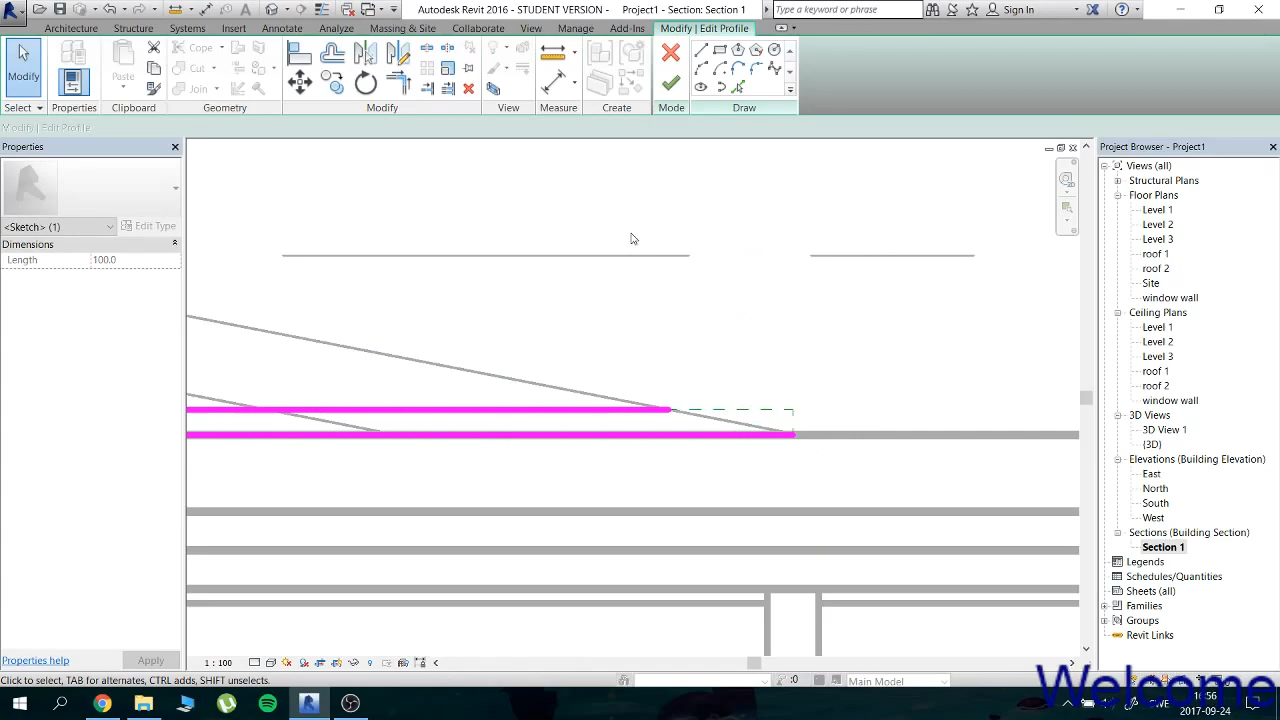 Autodesk Revit 2016 - STUDENT VERSION - Project1 - Section: Section 1
Type a keyword or phrase
Sign In
Architecture Structure Systems Insert Annotate Analyze Massing & Site Collaborate View Manage Add-Ins Modify | Edit Profile
Modify
Paste
Cope
Cut
Join
Select Properties Clipboard Geometry Modify View Measure Create Mode Draw
Modify | Edit Profile
Properties
<Sketch> (1)
Edit Type
Dimensions
Length 100.0
Properties help
Apply
Project Browser - Project1
Views (all)
Structural Plans
Floor Plans
Level 1
Level 2
Level 3
roof 1
roof 2
Site
window wall
Ceiling Plans
Level 1
Level 2
Level 3
roof 1
roof 2
window wall
3D Views
3D View 1
{3D}
Elevations (Building Elevation)
East
North
South
West
Sections (Building Section)
Section 1
Legends
Schedules/Quantities
Sheets (all)
Families
Groups
Revit Links
1 : 100
Click to select, TAB for alternates, CTRL adds, SHIFT unselects.
:0
Main Model
Welcome
16:56
2017-09-24